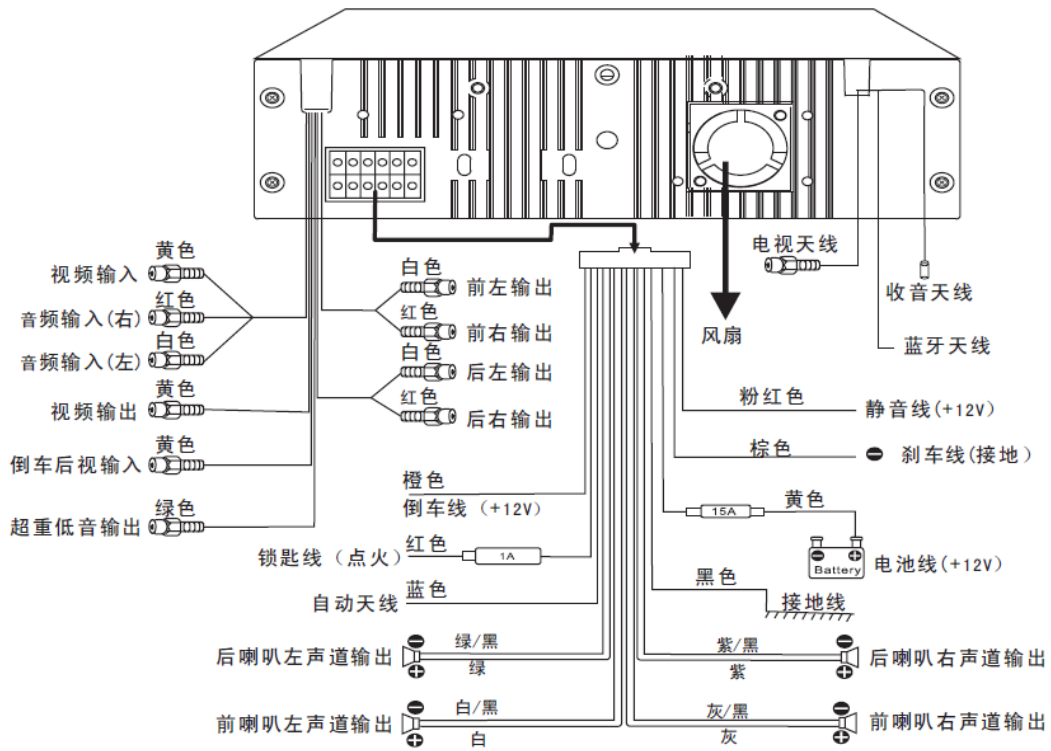 黄色
视频输入
红色
音频输入(右)
白色
音频输入(左)
黄色
视频输出
黄色
倒车后视输入
绿色
超重低音输出
白色
前左输出
红色
前右输出
白色
后左输出
红色
后右输出
电视天线
收音天线
风扇
蓝牙天线
粉红色
静音线(+12V)
棕色
刹车线(接地)
橙色
倒车线（+12V）
黄色
15A
Battery
电池线(+12V)
锁匙线（点火）
红色
1A
自动天线
蓝色
黑色
接地线
后喇叭左声道输出
绿/黑
绿
紫/黑
紫
后喇叭右声道输出
前喇叭左声道输出
白/黑
白
灰/黑
灰
前喇叭右声道输出